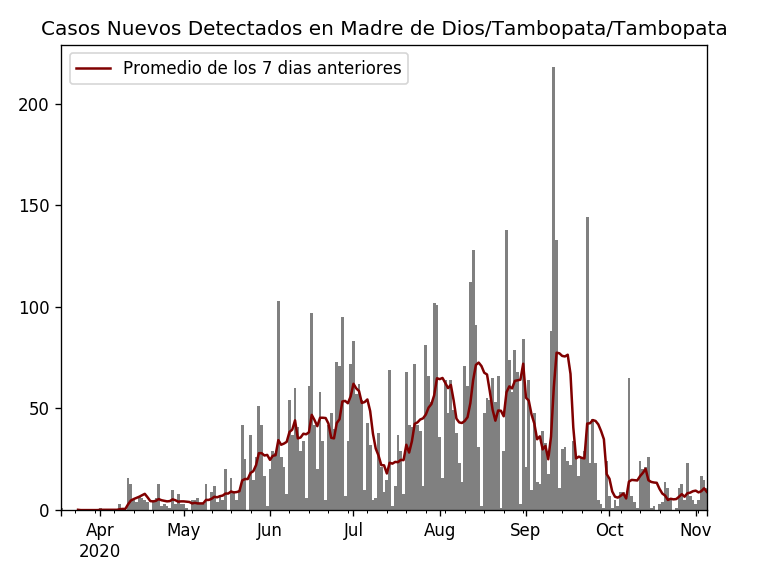 Casos Nuevos Detectados en Madre de Dios/Tambopata/Tambopata
Promedio de los 7 dias anteriores
200
150
100
50
0
Apr May Jun Jul Aug Sep Oct Nov
2020